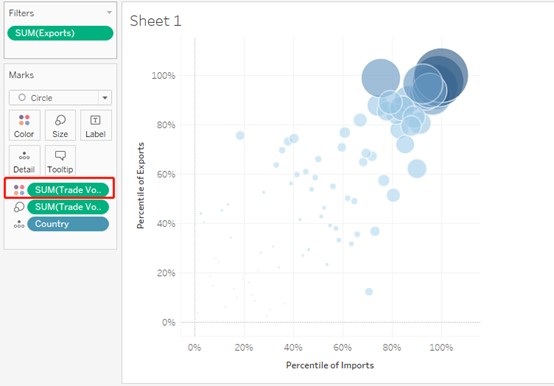 Filters
SUM(Exports)
Marks
Circle
Color Size Label
Detail Tooltip
SUM(Trade Vo..
SUM(Trade Vo..
Country
Sheet 1
100%
80%
60%
40%
20%
0%
Percentile of Exports
0% 20% 40% 60% 80% 100%
Percentile of Imports